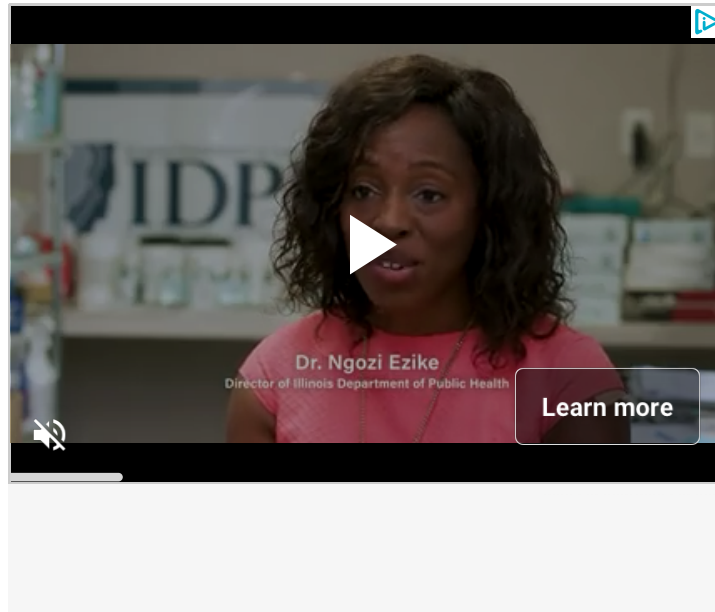 IDP
Dr. Ngozi Ezike
Director of Illinois Department of Public Health
Learn more